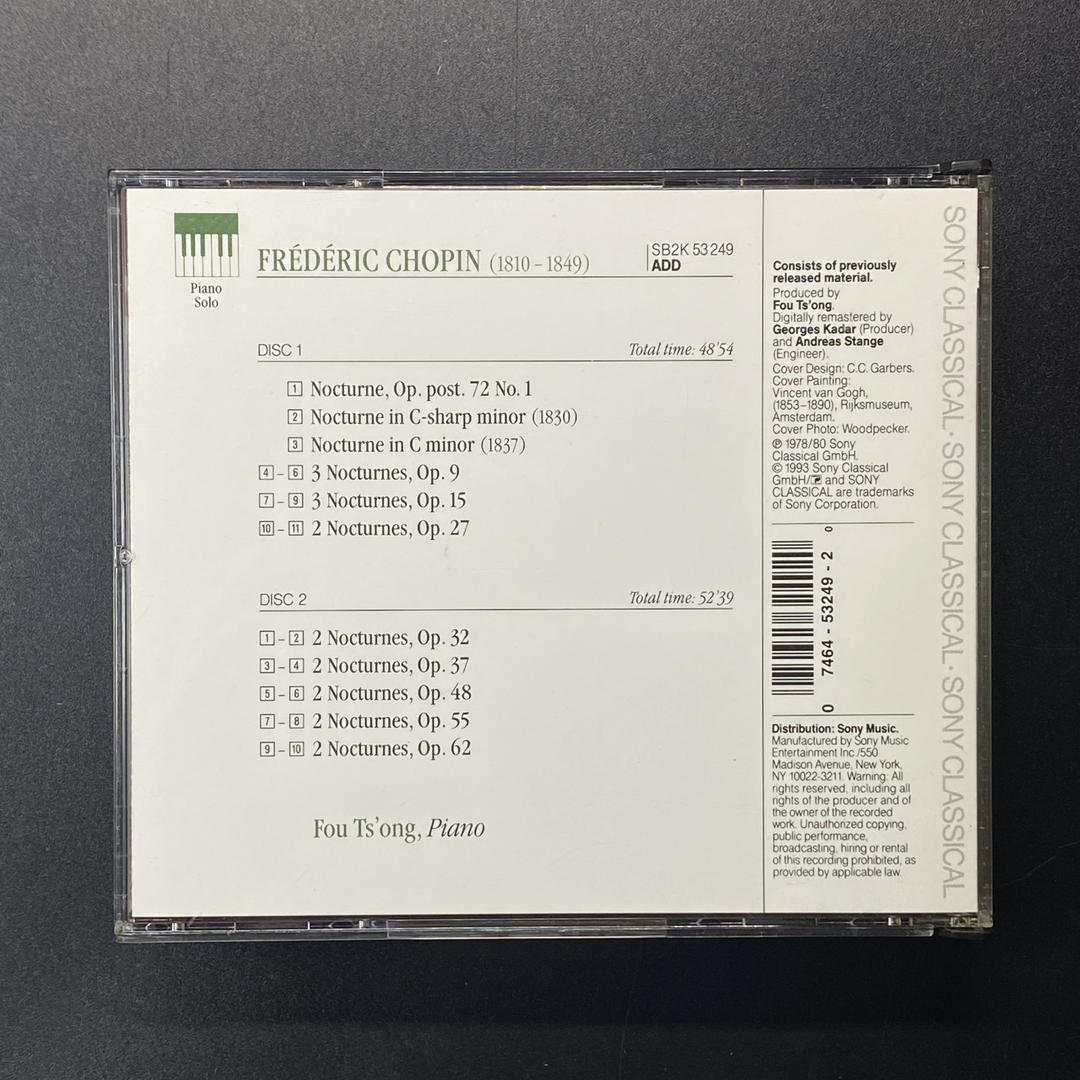 Piano
Solo
FRÉDÉRIC CHOPIN (1810 – 1849)
SB2K 53249
ADD
DISC 1 Total time: 48'54
1 Nocturne, Op. post. 72 No. 1
2 Nocturne in C-sharp minor (1830)
3 Nocturne in C minor (1837)
4 – 6 3 Nocturnes, Op. 9
7 – 9 3 Nocturnes, Op. 15
10 – 11 2 Nocturnes, Op. 27
DISC 2 Total time: 52'39
1 – 2 2 Nocturnes, Op. 32
3 – 4 2 Nocturnes, Op. 37
5 – 6 2 Nocturnes, Op. 48
7 – 8 2 Nocturnes, Op. 55
9 – 10 2 Nocturnes, Op. 62
Fou Ts'ong, Piano
Consists of previously
released material.
Produced by
Fou Ts'ong.
Digitally remastered by
Georges Kadar (Producer)
and Andreas Stange
(Engineer).
Cover Design: C.C. Garbers.
Cover Painting:
Vincent van Gogh,
(1853–1890), Rijksmuseum,
Amsterdam.
Cover Photo: Woodpecker.
℗ 1978/80 Sony
Classical GmbH.
© 1993 Sony Classical
GmbH/ and SONY
CLASSICAL are trademarks
of Sony Corporation.
0 7464 - 53249 - 2 0
Distribution: Sony Music.
Manufactured by Sony Music
Entertainment Inc./550
Madison Avenue, New York,
NY 10022-3211. Warning: All
rights reserved, including all
rights of the producer and of
the owner of the recorded
work. Unauthorized copying,
public performance,
broadcasting, hiring or rental
of this recording prohibited, as
provided by applicable law.
SONY CLASSICAL · SONY CLASSICAL · SONY CLASSICAL